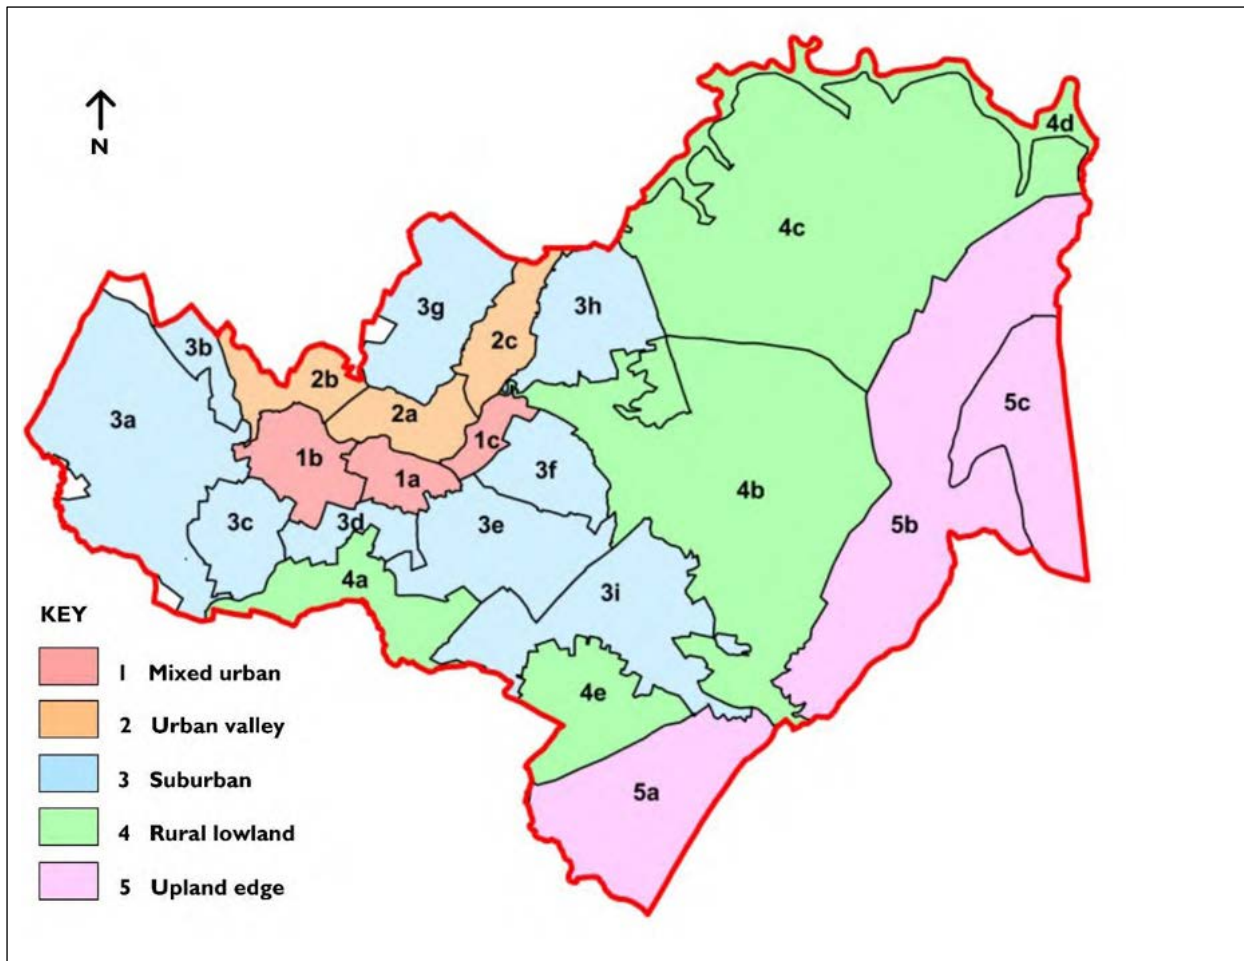 4d
N
4c
3g
3h
3b
2c
2b
5c
2a
3a
1c
1b
3f
1a
4b
3c
3d
3e
5b
4a
3i
KEY
1 Mixed urban
4e
2 Urban valley
3 Suburban
5a
4 Rural lowland
5 Upland edge